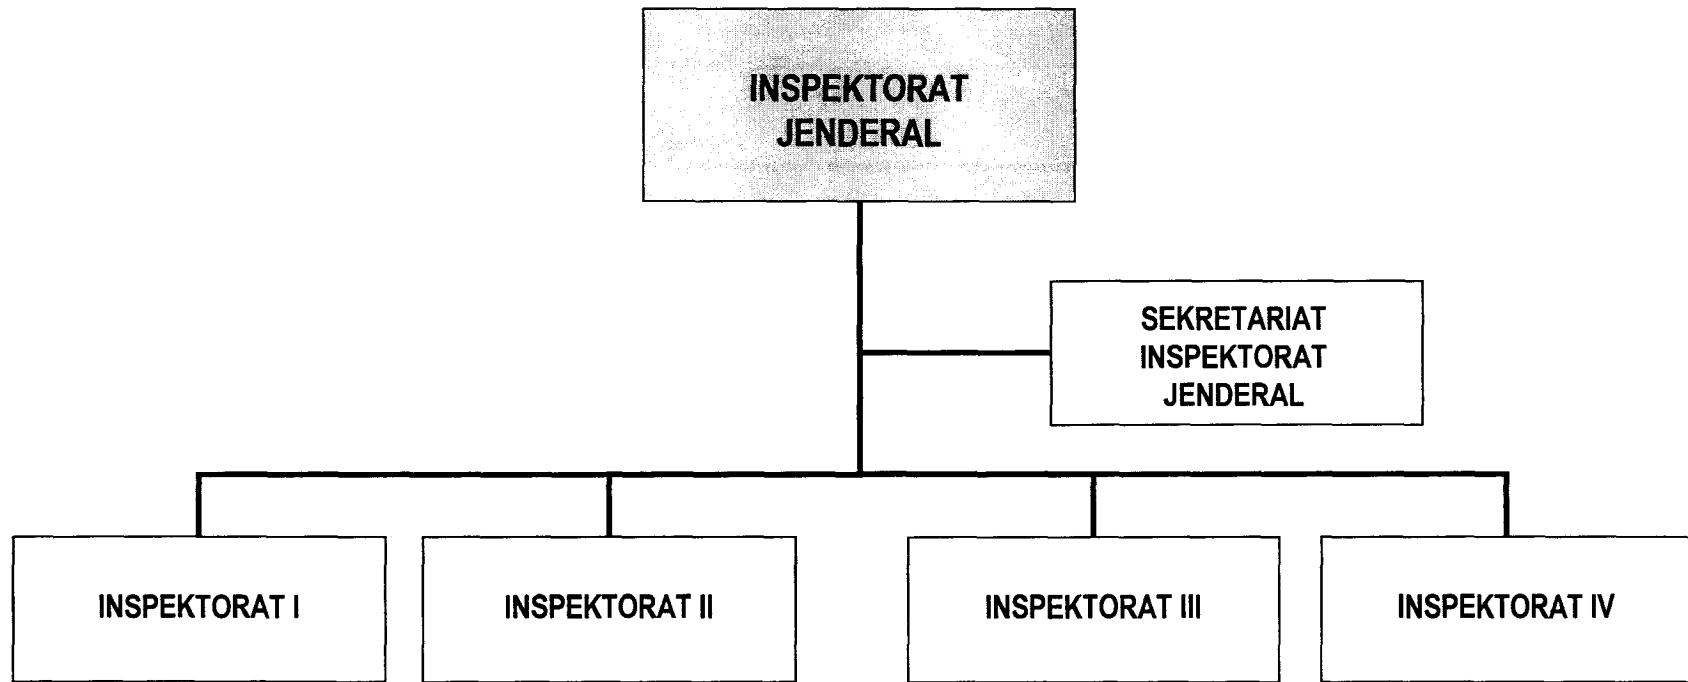 INSPEKTORAT
JENDERAL
SEKRETARIAT
INSPEKTORAT
JENDERAL
INSPEKTORAT I
INSPEKTORAT II
INSPEKTORAT III
INSPEKTORAT IV